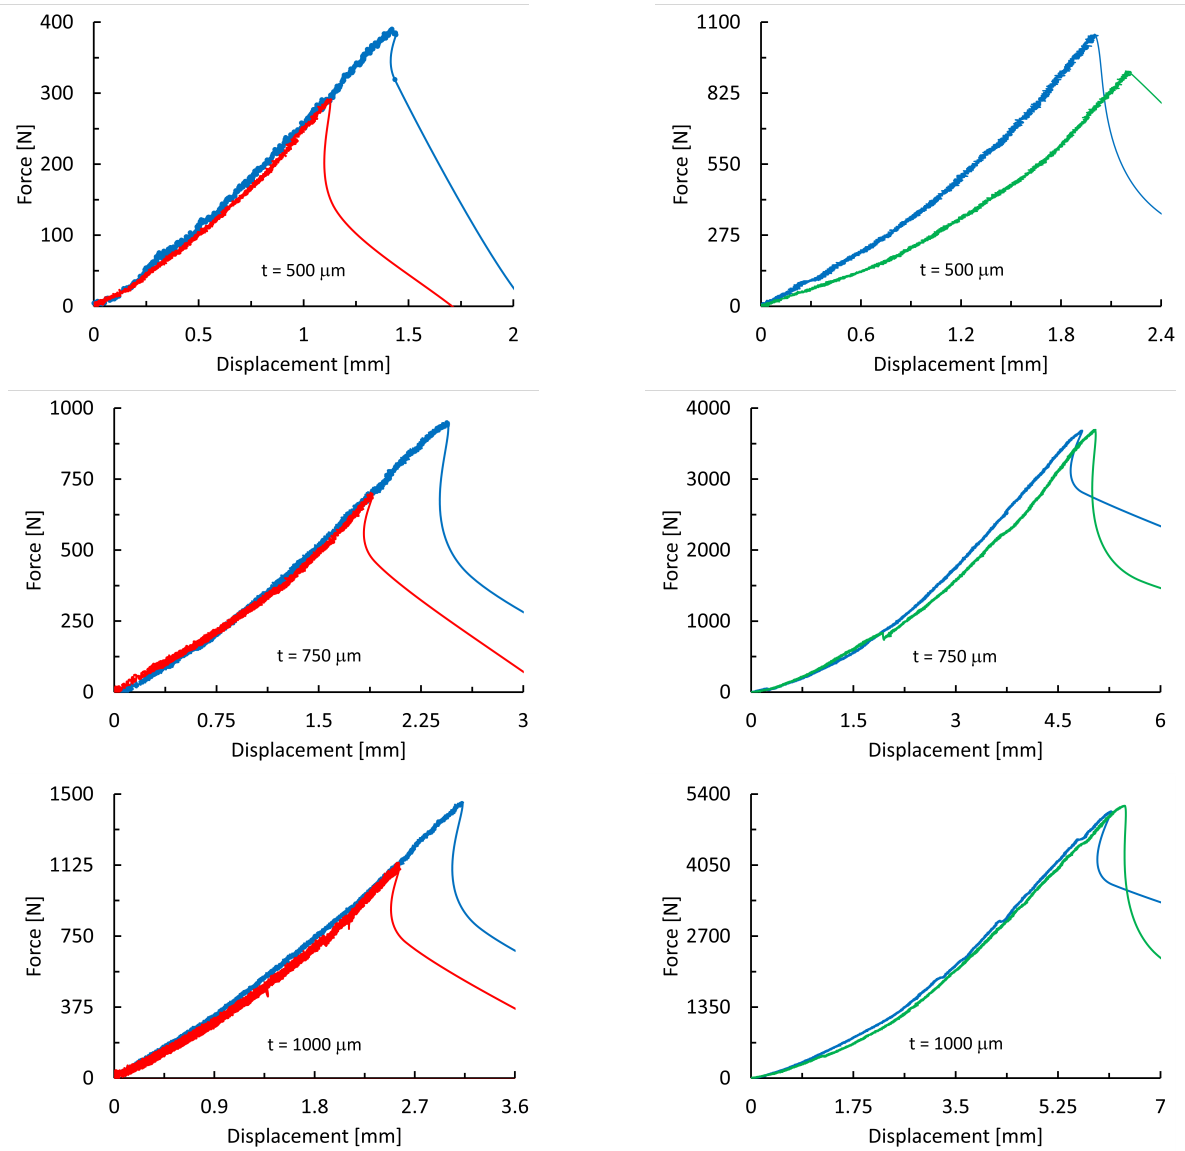 400
300
200
100
0
Force [N]
t = 500 μm
0 0.5 1 1.5 2
Displacement [mm]
1100
825
550
275
0
Force [N]
t = 500 μm
0 0.6 1.2 1.8 2.4
Displacement [mm]
1000
750
500
250
0
Force [N]
t = 750 μm
0 0.75 1.5 2.25 3
Displacement [mm]
4000
3000
2000
1000
0
Force [N]
t = 750 μm
0 1.5 3 4.5 6
Displacement [mm]
1500
1125
750
375
0
Force [N]
t = 1000 μm
0 0.9 1.8 2.7 3.6
Displacement [mm]
5400
4050
2700
1350
0
Force [N]
t = 1000 μm
0 1.75 3.5 5.25 7
Displacement [mm]